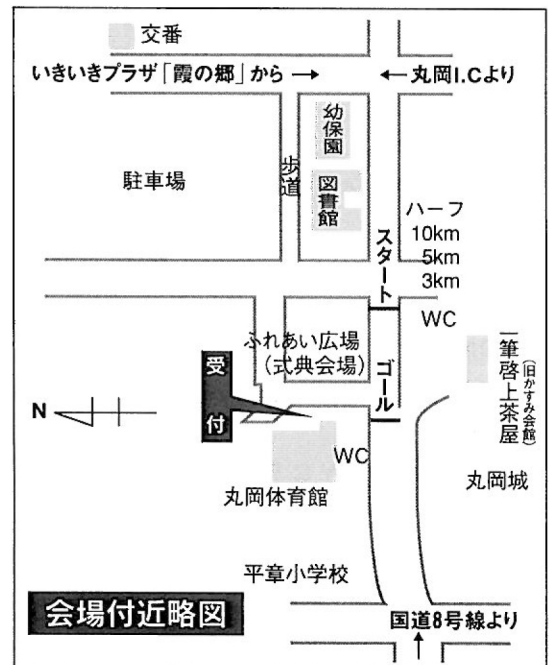 交番
いきいきプラザ「霞の郷」から →
← 丸岡I.Cより
幼保園
図書館
歩道
駐車場
ハーフ
10km
5km
3km
スタート
WC
ふれあい広場
（式典会場）
ゴール
一筆啓上茶屋
（旧かすみ会館）
受付
N
WC
丸岡体育館
丸岡城
平章小学校
会場付近略図
国道8号線より
↑